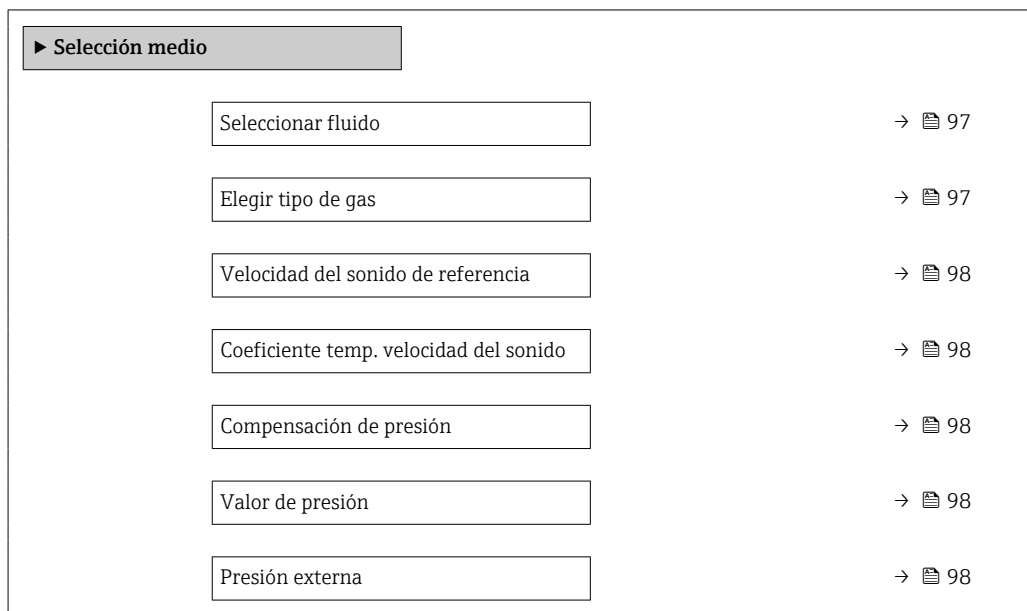 ▶ Selección medio
Seleccionar fluido → 97
Elegir tipo de gas → 97
Velocidad del sonido de referencia → 98
Coeficiente temp. velocidad del sonido → 98
Compensación de presión → 98
Valor de presión → 98
Presión externa → 98